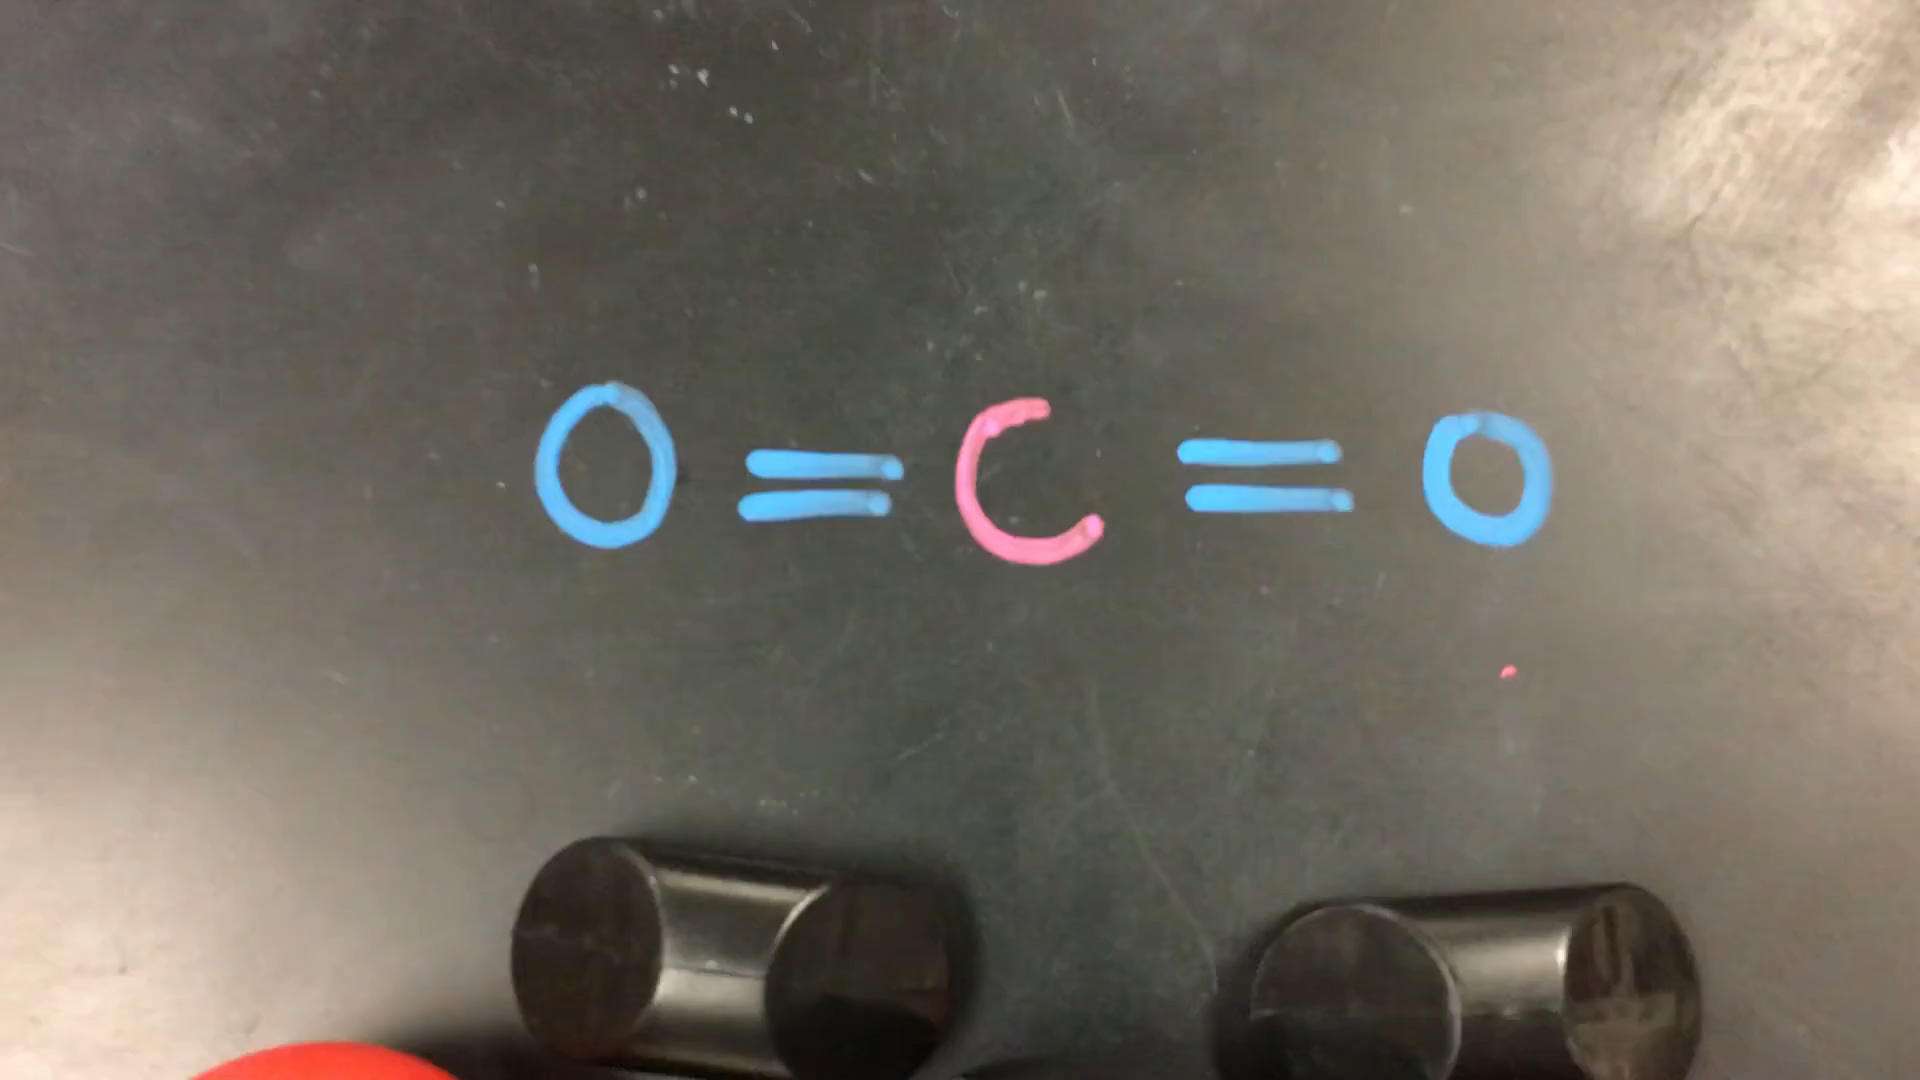 O = C = O